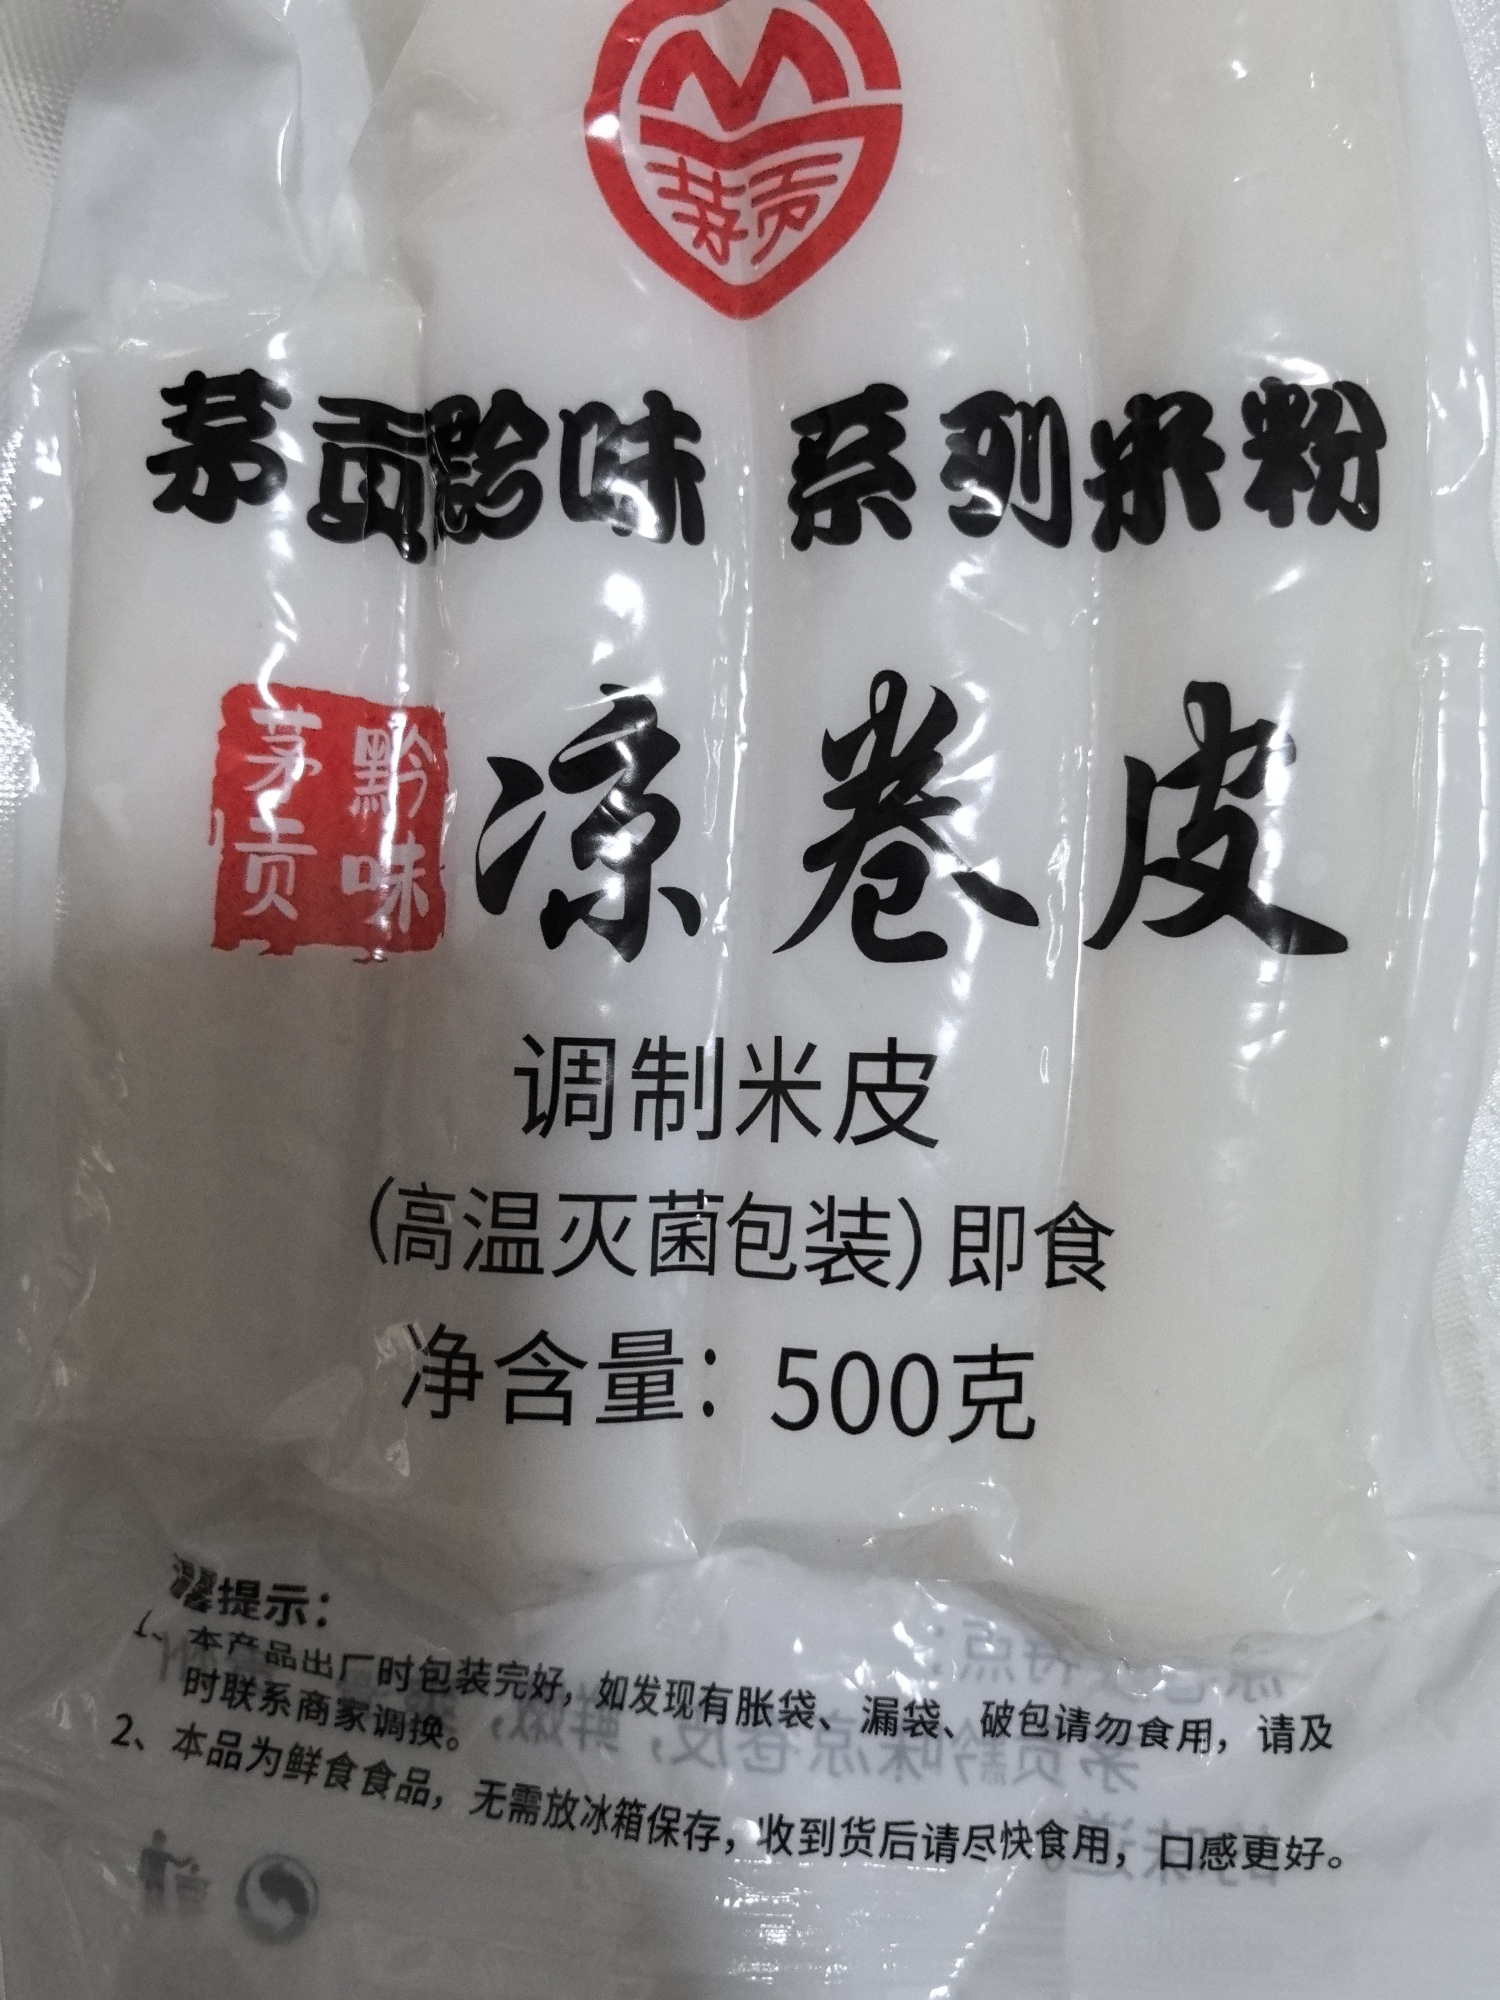 茅贡
茅贡黔味 系列米粉
茅贡
黔味
凉卷皮
调制米皮
(高温灭菌包装)即食
净含量：500克
温馨提示：
1、本产品出厂时包装完好，如发现有胀袋、漏袋、破包请勿食用，请及
时联系商家调换。
2、本品为鲜食食品，无需放冰箱保存，收到货后请尽快食用，口感更好。